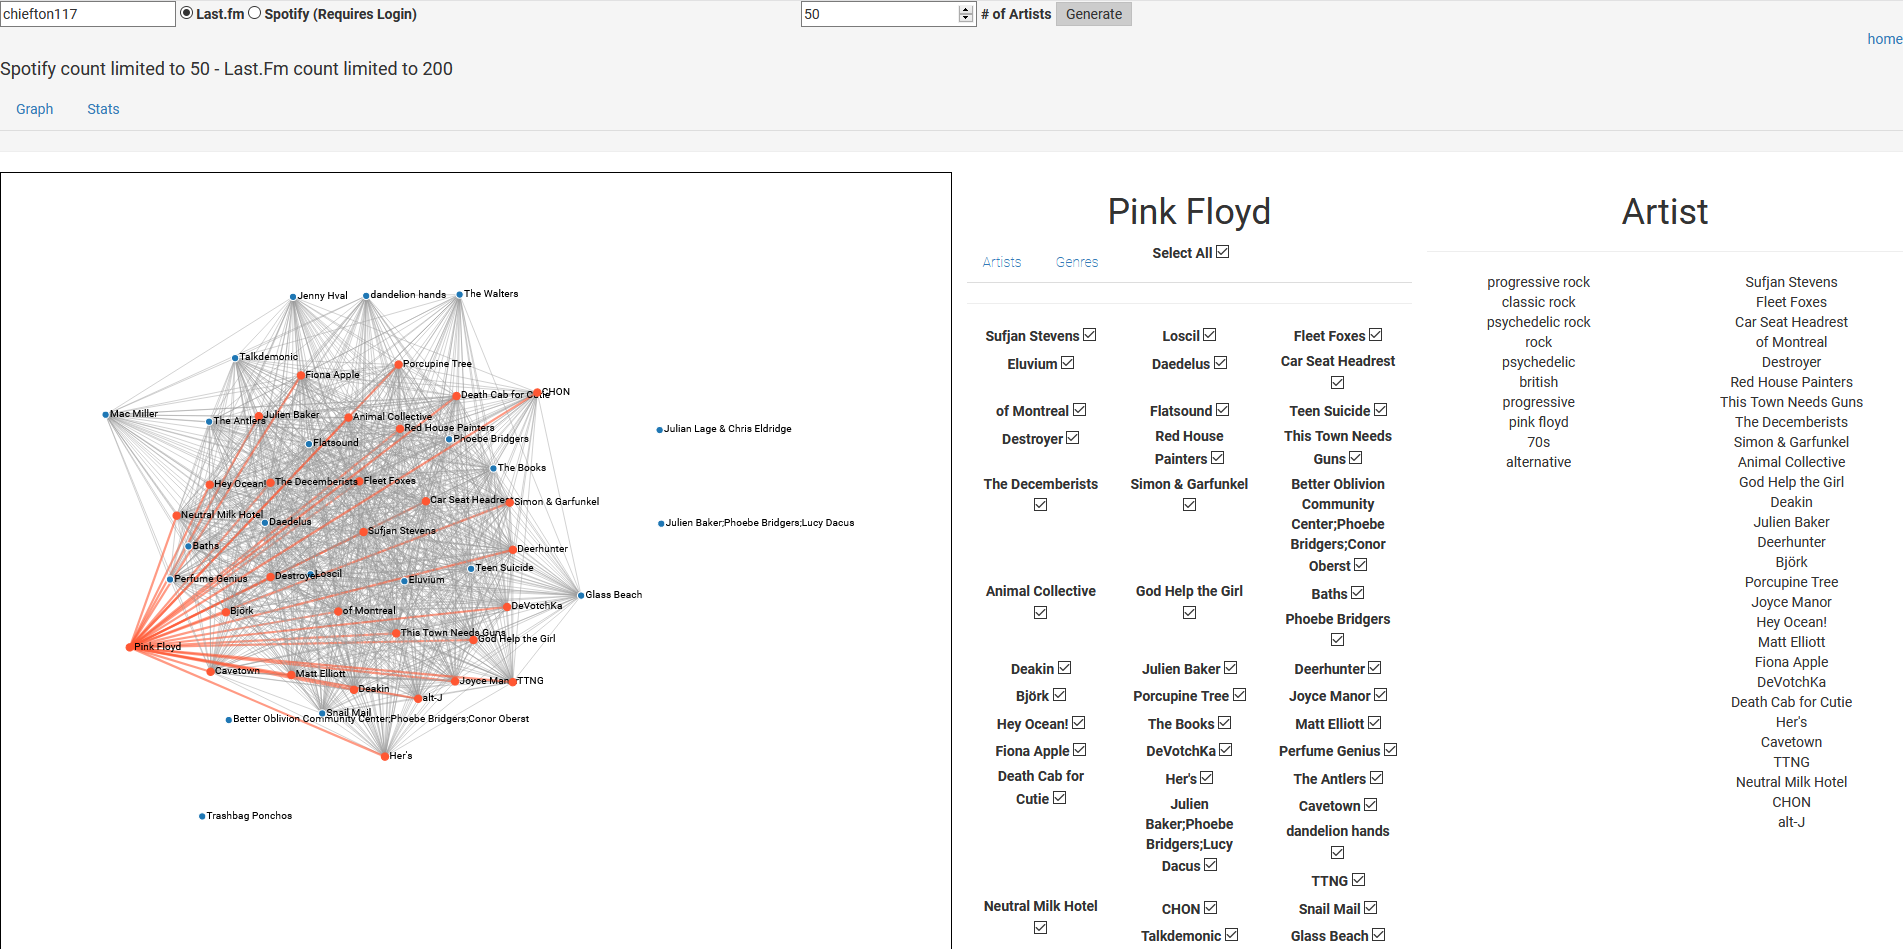 chiefton117 Last.fm Spotify (Requires Login) 50 # of Artists Generate
home
Spotify count limited to 50 - Last.Fm count limited to 200
Graph Stats
Jenny Hval
dandelion hands
The Walters
Talkdemonic
Porcupine Tree
Fiona Apple
CHON
Death Cab for Cutie
Mac Miller
Julien Baker
The Antlers
Animal Collective
Red House Painters
Julian Lage & Chris Eldridge
Phoebe Bridgers
Flatsound
The Books
Hey Ocean!
The Decemberists
Fleet Foxes
Car Seat Headrest
Simon & Garfunkel
Neutral Milk Hotel
Daedelus
Julien Baker;Phoebe Bridgers;Lucy Dacus
Sufjan Stevens
Baths
Deerhunter
Teen Suicide
Perfume Genius
Destroyer
Loscil
Eluvium
Glass Beach
DeVotchKa
Björk
of Montreal
This Town Needs Guns
God Help the Girl
Pink Floyd
Cavetown
Matt Elliott
Joyce Manor
TTNG
Deakin
alt-J
Snail Mail
Better Oblivion Community Center;Phoebe Bridgers;Conor Oberst
Her's
Trashbag Ponchos
Pink Floyd
Select All
Artists Genres
Sufjan Stevens Loscil Fleet Foxes
Eluvium Daedelus Car Seat Headrest
of Montreal Flatsound Teen Suicide
Destroyer Red House This Town Needs
Painters Guns
The Decemberists Simon & Garfunkel Better Oblivion
Community
Center;Phoebe
Bridgers;Conor
Oberst
Animal Collective God Help the Girl Baths
Phoebe Bridgers
Deakin Julien Baker Deerhunter
Björk Porcupine Tree Joyce Manor
Hey Ocean! The Books Matt Elliott
Fiona Apple DeVotchKa Perfume Genius
Death Cab for Her's The Antlers
Cutie Julien Cavetown
Baker;Phoebe dandelion hands
Bridgers;Lucy
Dacus
TTNG
Neutral Milk Hotel CHON Snail Mail
Talkdemonic Glass Beach
Artist
progressive rock
classic rock
psychedelic rock
rock
psychedelic
british
progressive
pink floyd
70s
alternative
Sufjan Stevens
Fleet Foxes
Car Seat Headrest
of Montreal
Destroyer
Red House Painters
This Town Needs Guns
The Decemberists
Simon & Garfunkel
Animal Collective
God Help the Girl
Deakin
Julien Baker
Deerhunter
Björk
Porcupine Tree
Joyce Manor
Hey Ocean!
Matt Elliott
Fiona Apple
DeVotchKa
Death Cab for Cutie
Her's
Cavetown
TTNG
Neutral Milk Hotel
CHON
alt-J